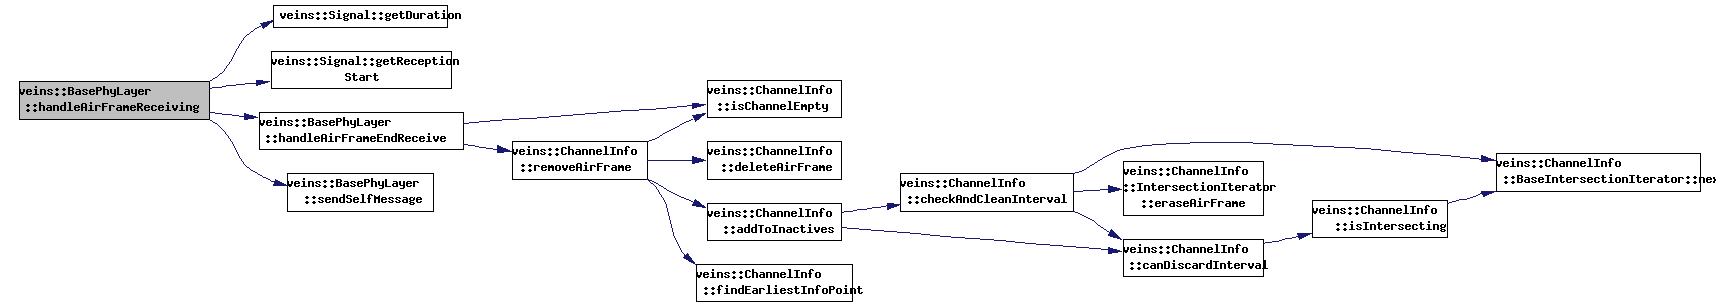 veins::Signal::getDuration
veins::Signal::getReception
Start
veins::BasePhyLayer
::handleAirFrameReceiving
veins::BasePhyLayer
::handleAirFrameEndReceive
veins::BasePhyLayer
::sendSelfMessage
veins::ChannelInfo
::removeAirFrame
veins::ChannelInfo
::isChannelEmpty
veins::ChannelInfo
::deleteAirFrame
veins::ChannelInfo
::addToInactives
veins::ChannelInfo
::findEarliestInfoPoint
veins::ChannelInfo
::checkAndCleanInterval
veins::ChannelInfo
::IntersectionIterator
::eraseAirFrame
veins::ChannelInfo
::canDiscardInterval
veins::ChannelInfo
::isIntersecting
veins::ChannelInfo
::BaseIntersectionIterator::nex